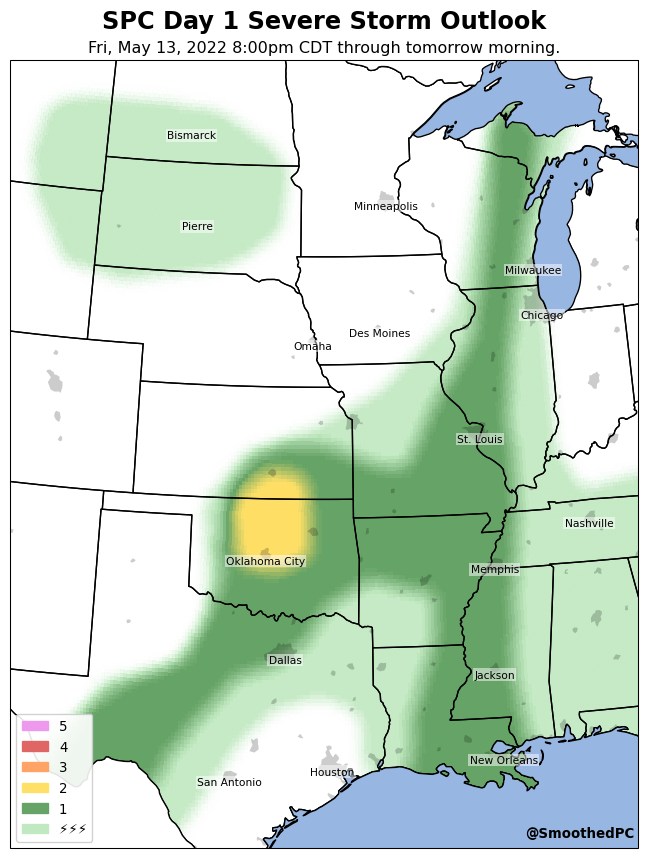 SPC Day 1 Severe Storm Outlook
Fri, May 13, 2022 8:00pm CDT through tomorrow morning.
Bismarck
Minneapolis
Pierre
Milwaukee
Chicago
Des Moines
Omaha
St. Louis
Nashville
Oklahoma City
Memphis
Dallas
Jackson
New Orleans
Houston
San Antonio
5
4
3
2
1
⚡⚡⚡
@SmoothedPC